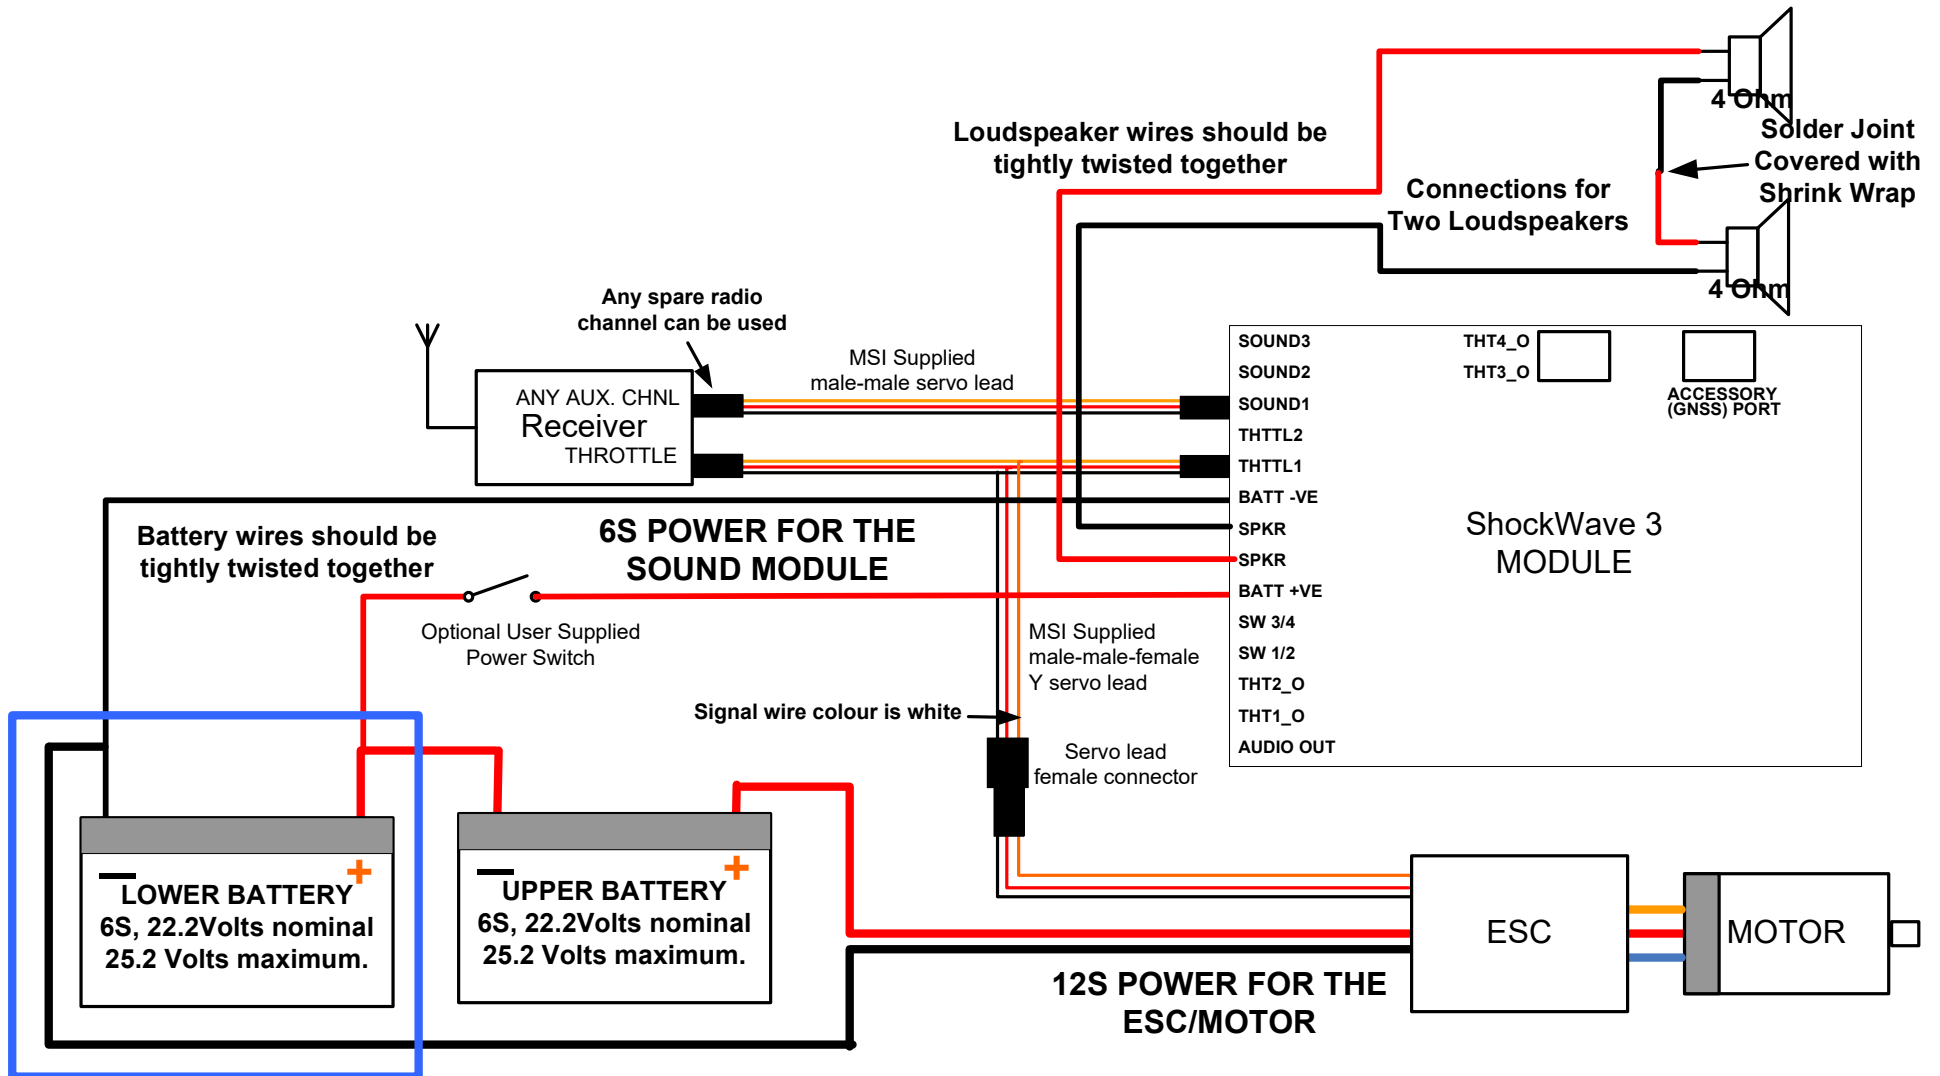 4 Ohm
Solder Joint
Covered with
Shrink Wrap
Loudspeaker wires should be
tightly twisted together
Connections for
Two Loudspeakers
4 Ohm
Any spare radio
channel can be used
MSI Supplied
male-male servo lead
ANY AUX. CHNL
Receiver
THROTTLE
SOUND3
SOUND2
SOUND1
THTTL2
THTTL1
BATT -VE
SPKR
SPKR
BATT +VE
SW 3/4
SW 1/2
THT2_O
THT1_O
AUDIO OUT
THT4_O
THT3_O
ACCESSORY
(GNSS) PORT
ShockWave 3
MODULE
Battery wires should be
tightly twisted together
6S POWER FOR THE
SOUND MODULE
Optional User Supplied
Power Switch
MSI Supplied
male-male-female
Y servo lead
Signal wire colour is white
Servo lead
female connector
LOWER BATTERY
6S, 22.2Volts nominal
25.2 Volts maximum.
UPPER BATTERY
6S, 22.2Volts nominal
25.2 Volts maximum.
ESC
MOTOR
12S POWER FOR THE
ESC/MOTOR